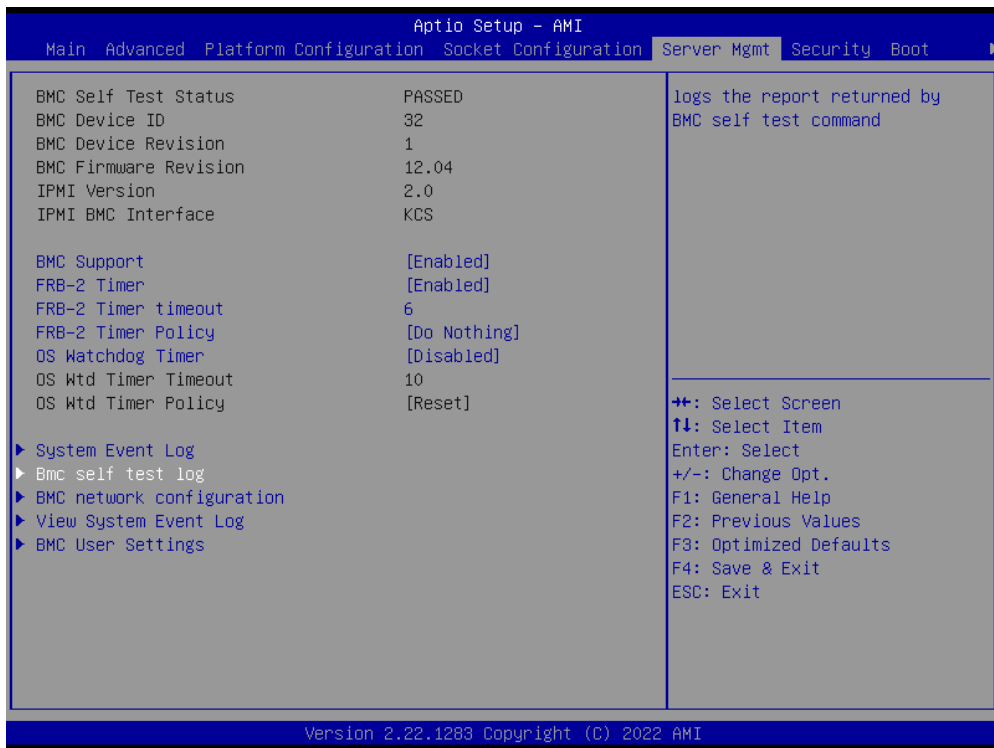 Aptio Setup – AMI
Main Advanced Platform Configuration Socket Configuration Server Mgmt Security Boot
BMC Self Test Status PASSED
BMC Device ID 32
BMC Device Revision 1
BMC Firmware Revision 12.04
IPMI Version 2.0
IPMI BMC Interface KCS
BMC Support [Enabled]
FRB-2 Timer [Enabled]
FRB-2 Timer timeout 6
FRB-2 Timer Policy [Do Nothing]
OS Watchdog Timer [Disabled]
OS Wtd Timer Timeout 10
OS Wtd Timer Policy [Reset]
System Event Log
Bmc self test log
BMC network configuration
View System Event Log
BMC User Settings
logs the report returned by
BMC self test command
→←: Select Screen
↑↓: Select Item
Enter: Select
+/-: Change Opt.
F1: General Help
F2: Previous Values
F3: Optimized Defaults
F4: Save & Exit
ESC: Exit
Version 2.22.1283 Copyright (C) 2022 AMI